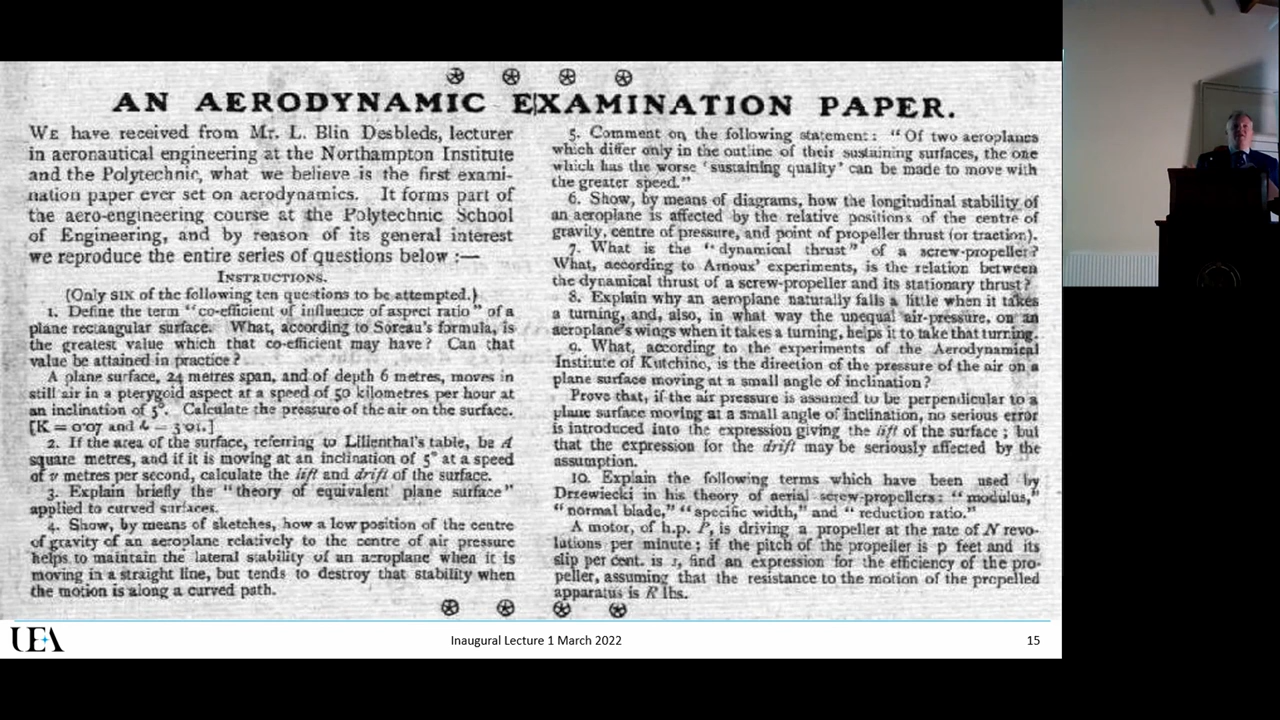 AN AERODYNAMIC EXAMINATION PAPER.
WE have received from Mr. L. Blin Desbleds, lecturer
in aeronautical engineering at the Northampton Institute
and the Polytechnic, what we believe is the first exami-
nation paper ever set on aerodynamics. It forms part of
the aero-engineering course at the Polytechnic School
of Engineering, and by reason of its general interest
we reproduce the entire series of questions below :—
INSTRUCTIONS.
(Only SIX of the following ten questions to be attempted.)
1. Define the term "co-efficient of influence of aspect ratio" of a
plane rectangular surface. What, according to Soreau's formula, is
the greatest value which that co-efficient may have? Can that
value be attained in practice?
A plane surface, 24 metres span, and of depth 6 metres, moves in
still air in a pterygoid aspect at a speed of 50 kilometres per hour at
an inclination of 5°. Calculate the pressure of the air on the surface.
[K = 0·07 and = 3·01.]
2. If the area of the surface, referring to Lilienthal's table, be A
square metres, and if it is moving at an inclination of 5° at a speed
of v metres per second, calculate the lift and drift of the surface.
3. Explain briefly the "theory of equivalent plane surface"
applied to curved surfaces.
4. Show, by means of sketches, how a low position of the centre
of gravity of an aeroplane relatively to the centre of air pressure
helps to maintain the lateral stability of an aeroplane when it is
moving in a straight line, but tends to destroy that stability when
the motion is along a curved path.
5. Comment on the following statement: "Of two aeroplanes
which differ only in the outline of their sustaining surfaces, the one
which has the worse 'sustaining quality' can be made to move with
the greater speed."
6. Show, by means of diagrams, how the longitudinal stability of
an aeroplane is affected by the relative positions of the centre of
gravity, centre of pressure, and point of propeller thrust (or traction).
7. What is the "dynamical thrust" of a screw-propeller?
What, according to Arnoux' experiments, is the relation between
the dynamical thrust of a screw-propeller and its stationary thrust?
8. Explain why an aeroplane naturally falls a little when it takes
a turning, and, also, in what way the unequal air-pressure, on an
aeroplane's wings when it takes a turning, helps it to take that turning.
9. What, according to the experiments of the Aerodynamical
Institute of Kutchino, is the direction of the pressure of the air on a
plane surface moving at a small angle of inclination?
Prove that, if the air pressure is assumed to be perpendicular to a
plane surface moving at a small angle of inclination, no serious error
is introduced into the expression giving the lift of the surface; but
that the expression for the drift may be seriously affected by the
assumption.
10. Explain the following terms which have been used by
Drzewiecki in his theory of aerial screw-propellers: "modulus,"
"normal blade," "specific width," and "reduction ratio."
A motor, of h.p. P, is driving a propeller at the rate of N revo-
lutions per minute; if the pitch of the propeller is p feet and its
slip per cent. is s, find an expression for the efficiency of the pro-
peller, assuming that the resistance to the motion of the propelled
apparatus is R lbs.
UEA
Inaugural Lecture 1 March 2022
15